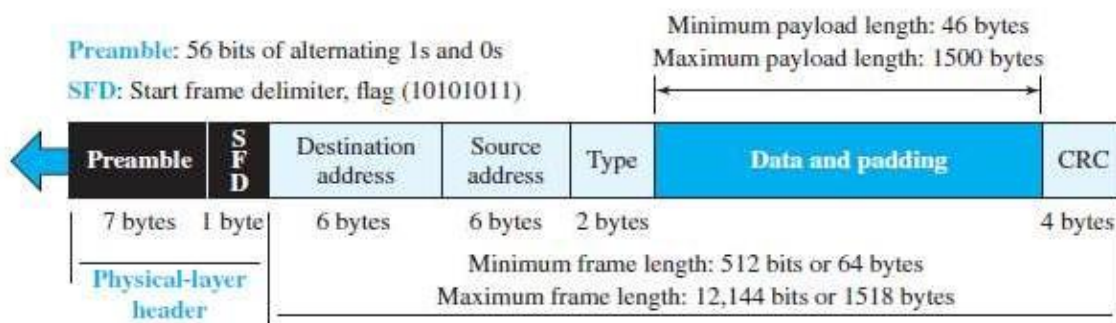 Minimum payload length: 46 bytes
Preamble: 56 bits of alternating 1s and 0s
Maximum payload length: 1500 bytes
SFD: Start frame delimiter, flag (10101011)
Preamble
SFD
Destination address
Source address
Type
Data and padding
CRC
7 bytes 1 byte 6 bytes 6 bytes 2 bytes 4 bytes
Physical-layer header
Minimum frame length: 512 bits or 64 bytes
Maximum frame length: 12,144 bits or 1518 bytes